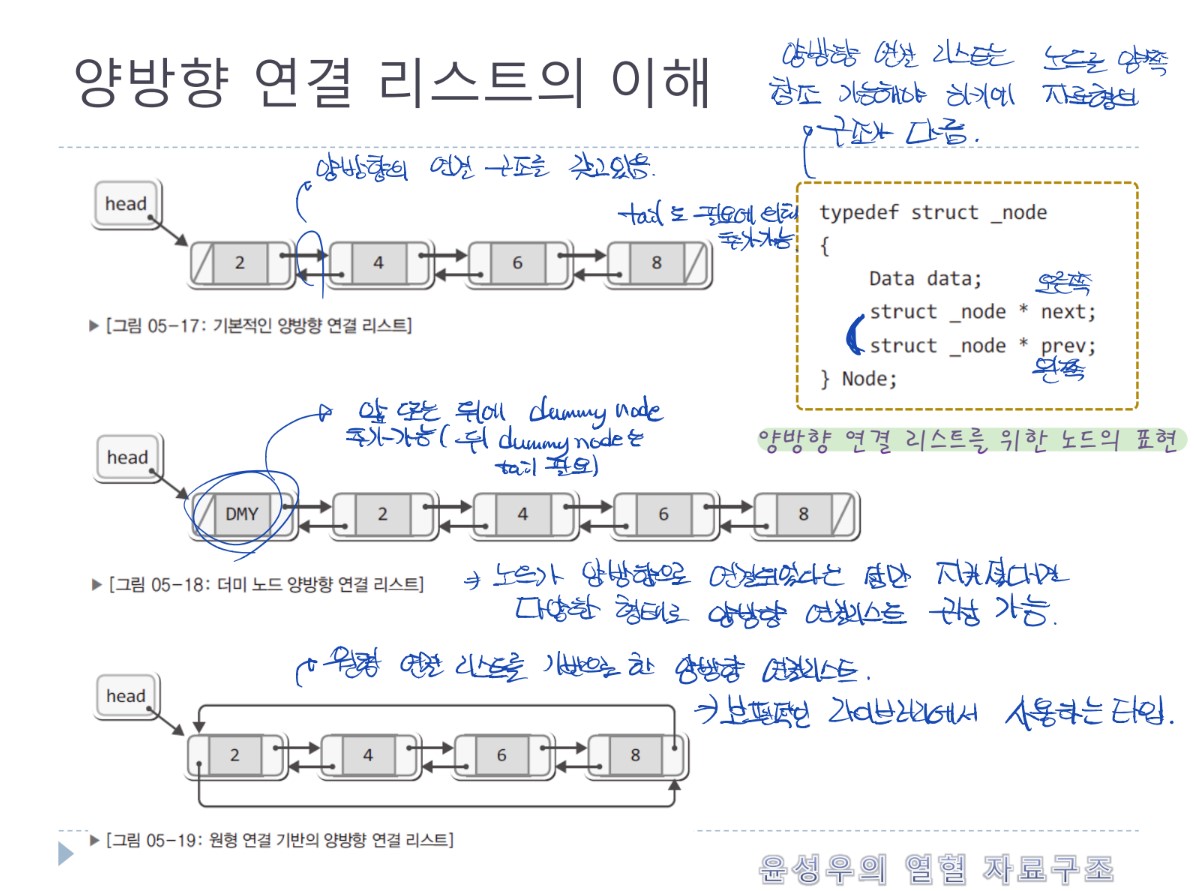 양방향 연결 리스트의 이해
양방향 연결 리스트는 노드를 양쪽
참조 가능해야 하기에 자료형의
구조가 다름.
양방향의 연결 구조를 갖고있음.
head
2 4 6 8
tail도 필요에 의해
추가가능
▶ [그림 05-17: 기본적인 양방향 연결 리스트]
typedef struct _node
{
Data data;
오른쪽
struct _node * next;
struct _node * prev;
왼쪽
} Node;
양방향 연결 리스트를 위한 노드의 표현
앞 또는 뒤에 dummy node
추가가능 (뒤 dummy node는
tail 필요)
head
DMY 2 4 6 8
▶ [그림 05-18: 더미 노드 양방향 연결 리스트]
→ 노드가 양방향으로 연결되있다는 점만 지켜진다면
다양한 형태로 양방향 연결리스트 구성 가능.
원형 연결 리스트를 기반으로 한 양방향 연결리스트.
→ 보편적인 라이브러리에서 사용하는 타입.
head
2 4 6 8
▶ [그림 05-19: 원형 연결 기반의 양방향 연결 리스트]
윤성우의 열혈 자료구조